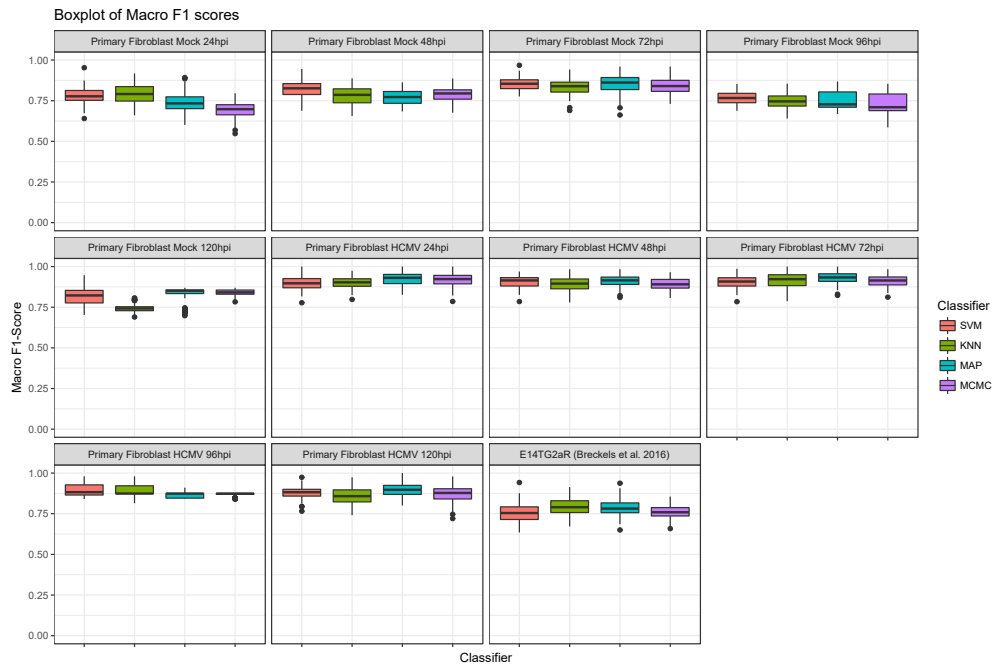 Boxplot of Macro F1 scores
Primary Fibroblast Mock 24hpi
Primary Fibroblast Mock 48hpi
Primary Fibroblast Mock 72hpi
Primary Fibroblast Mock 96hpi
1.00
0.75
0.50
0.25
0.00
Primary Fibroblast Mock 120hpi
Primary Fibroblast HCMV 24hpi
Primary Fibroblast HCMV 48hpi
Primary Fibroblast HCMV 72hpi
1.00
0.75
0.50
0.25
0.00
Macro F1-Score
Primary Fibroblast HCMV 96hpi
Primary Fibroblast HCMV 120hpi
E14TG2aR (Breckels et al. 2016)
1.00
0.75
0.50
0.25
0.00
Classifier
Classifier
SVM
KNN
MAP
MCMC